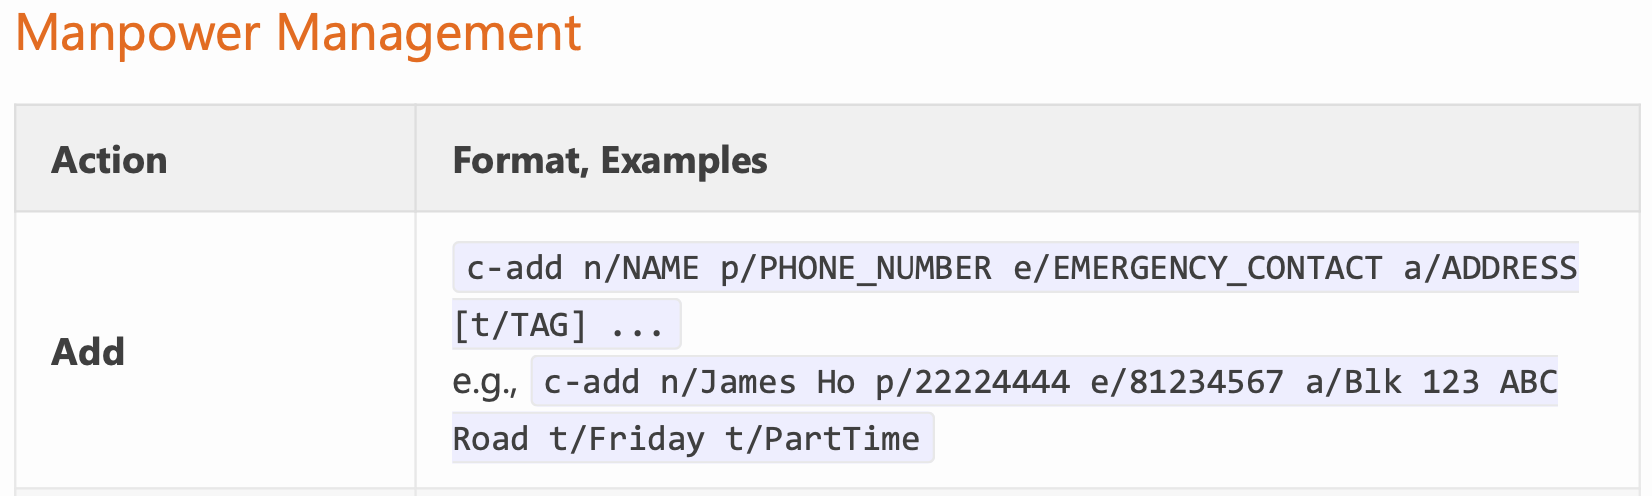 Manpower Management
Action
Format, Examples
Add
c-add n/NAME p/PHONE_NUMBER e/EMERGENCY_CONTACT a/ADDRESS
[t/TAG] ...
e.g., c-add n/James Ho p/22224444 e/81234567 a/Blk 123 ABC
Road t/Friday t/PartTime